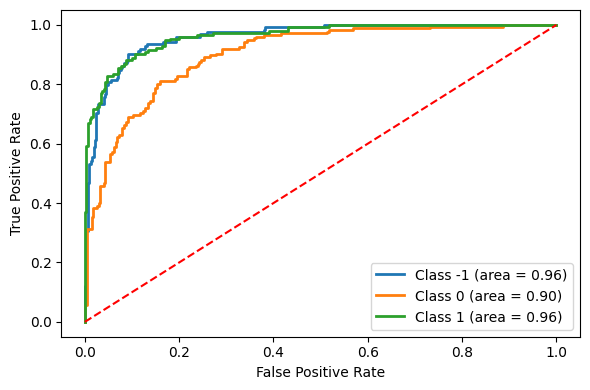 1.0
0.8
0.6
0.4
0.2
0.0
True Positive Rate
Class -1 (area = 0.96)
Class 0 (area = 0.90)
Class 1 (area = 0.96)
0.0 0.2 0.4 0.6 0.8 1.0
False Positive Rate